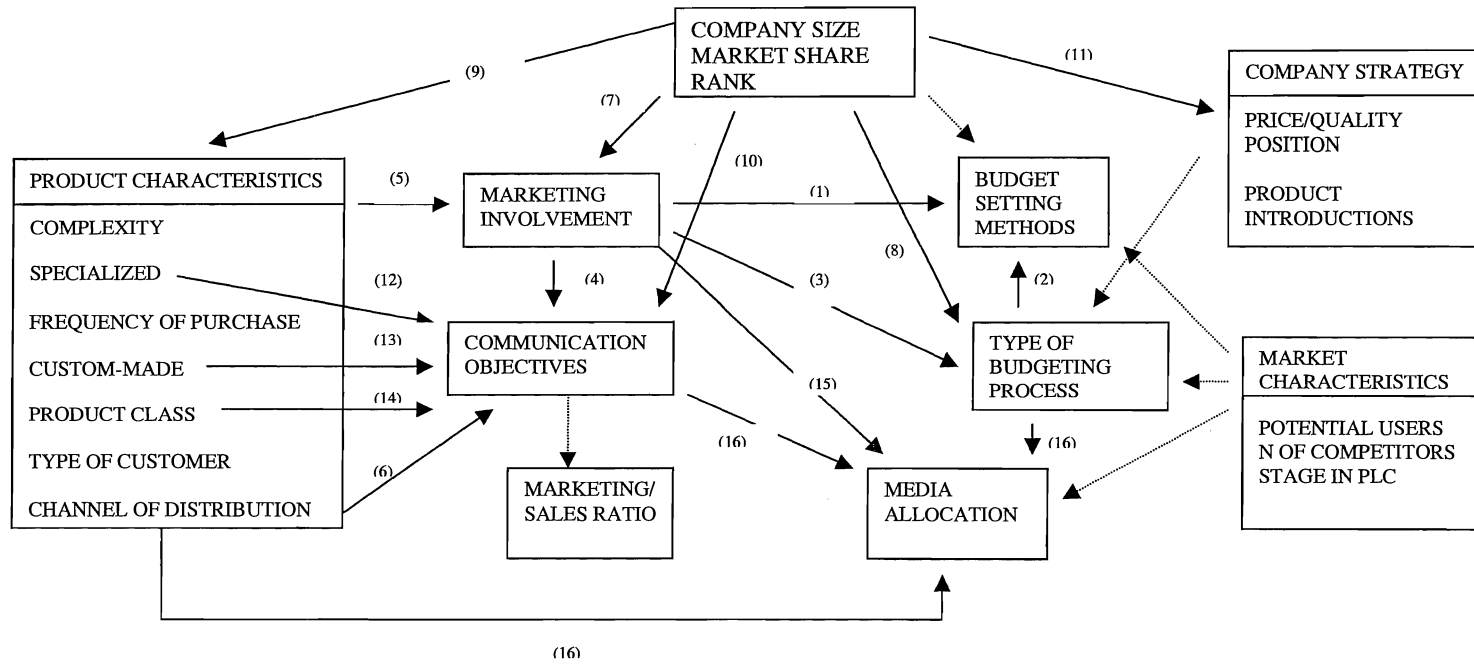 COMPANY SIZE
MARKET SHARE
RANK
(9)
(7)
(10)
(11)
(8)
COMPANY STRATEGY
PRICE/QUALITY
POSITION
PRODUCT
INTRODUCTIONS
PRODUCT CHARACTERISTICS
COMPLEXITY
SPECIALIZED
FREQUENCY OF PURCHASE
CUSTOM-MADE
PRODUCT CLASS
TYPE OF CUSTOMER
CHANNEL OF DISTRIBUTION
(5)
(12)
(13)
(14)
(6)
MARKETING
INVOLVEMENT
(1)
(4)
(3)
(15)
BUDGET
SETTING
METHODS
(2)
COMMUNICATION
OBJECTIVES
(16)
TYPE OF
BUDGETING
PROCESS
(16)
MARKET
CHARACTERISTICS
POTENTIAL USERS
N OF COMPETITORS
STAGE IN PLC
MARKETING/
SALES RATIO
MEDIA
ALLOCATION
(16)